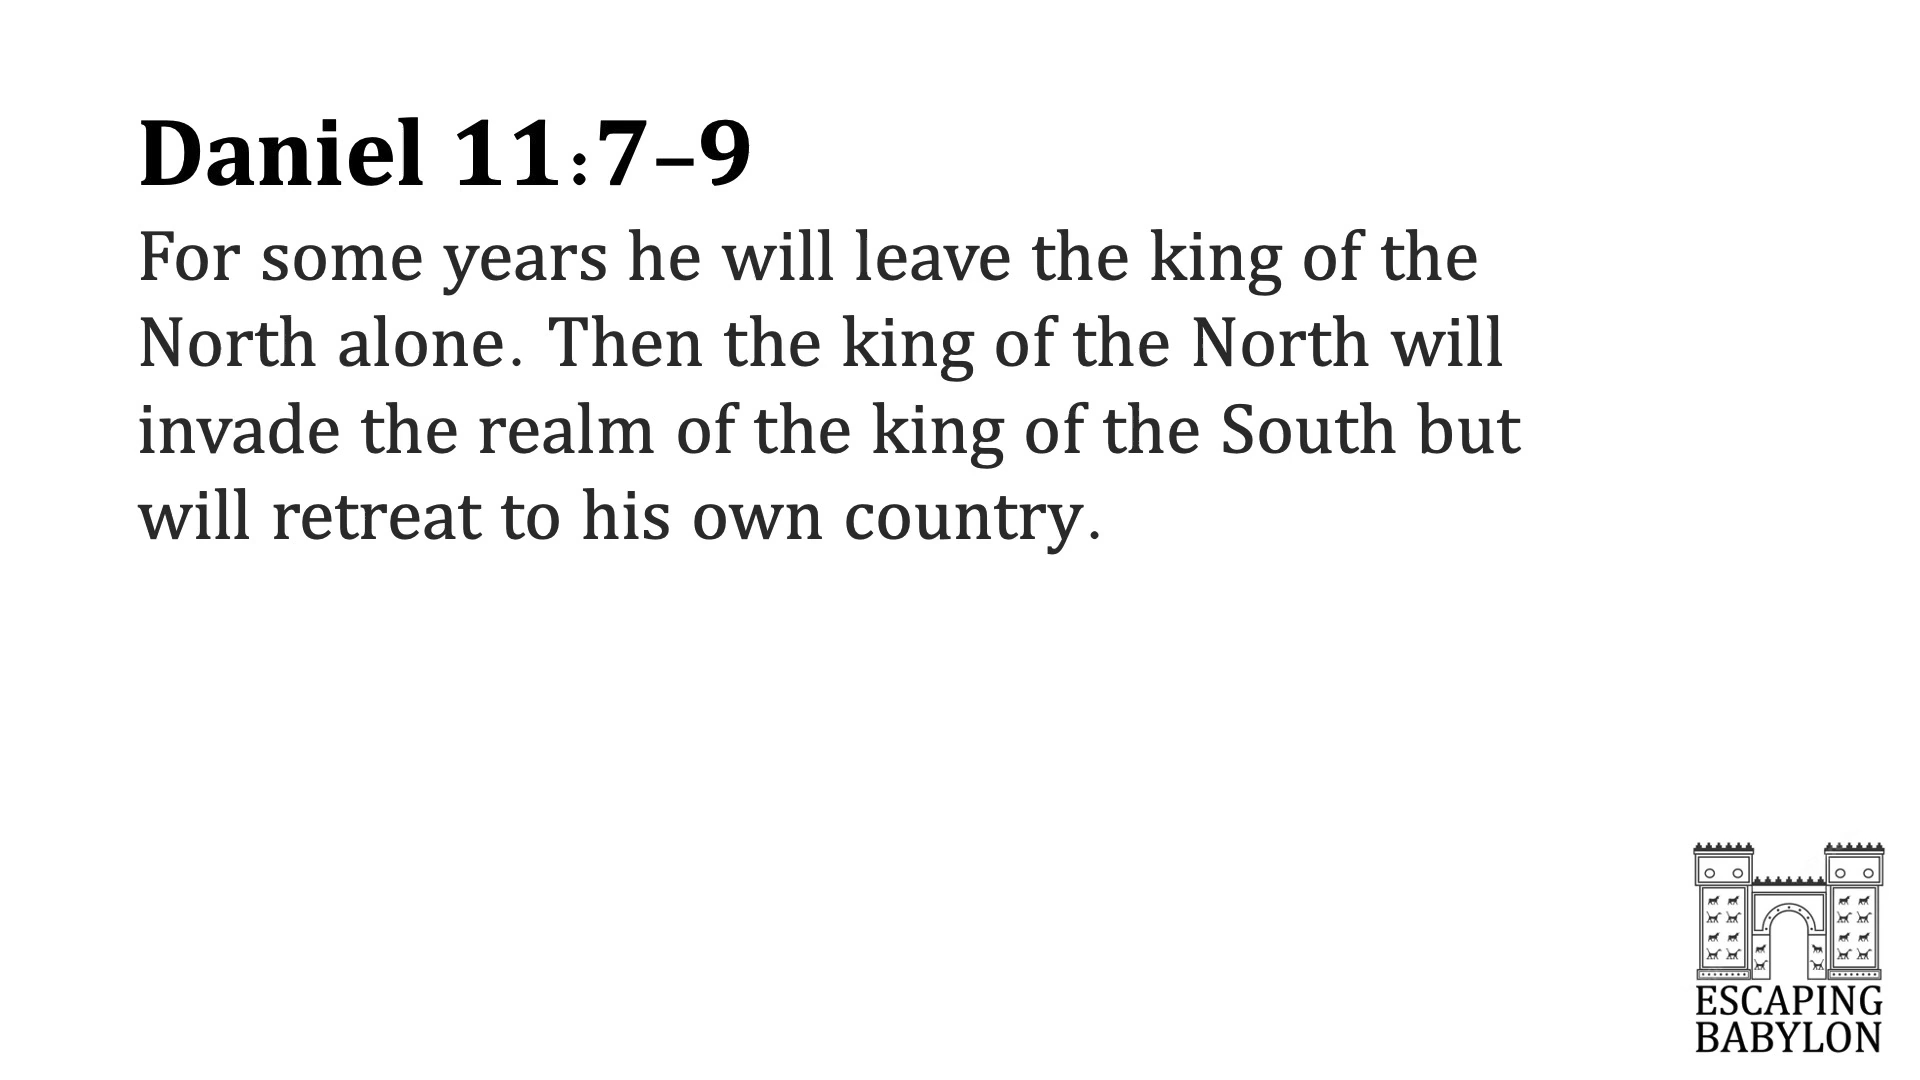 Daniel 11:7–9
For some years he will leave the king of the
North alone. Then the king of the North will
invade the realm of the king of the South but
will retreat to his own country.
ESCAPING
BABYLON